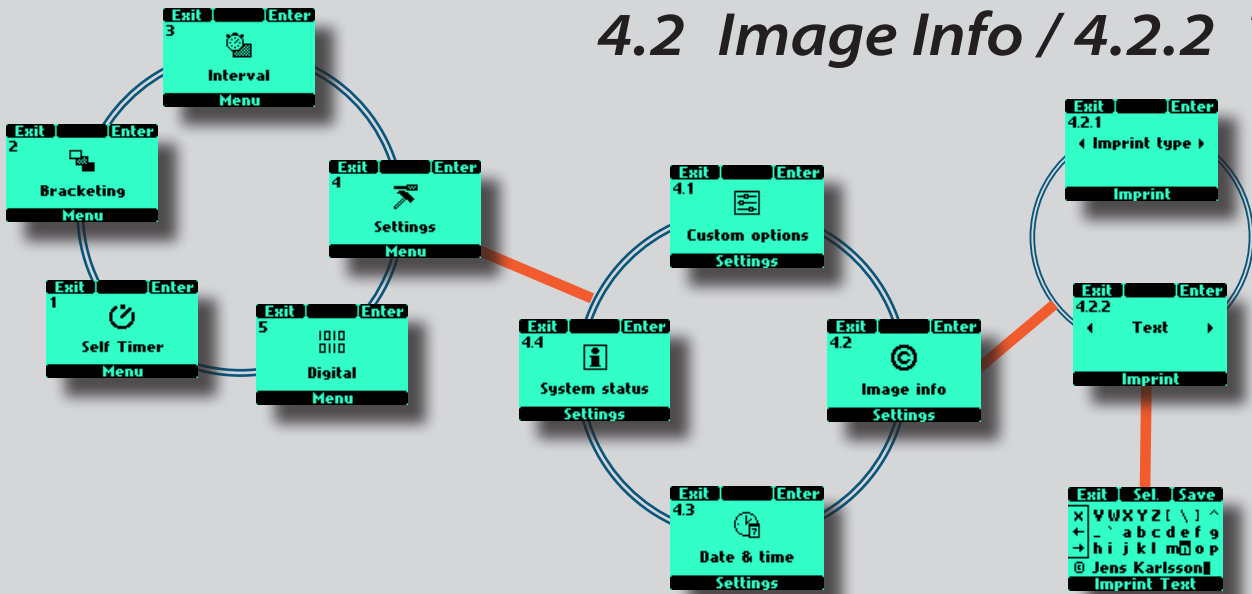 4.2 Image Info / 4.2.2
Exit Enter
3
Interval
Menu
Exit Enter
2
Bracketing
Menu
Exit Enter
4
Settings
Menu
Exit Enter
1
Self Timer
Menu
Exit Enter
5
1010
0110
Digital
Menu
Exit Enter
4.1
Custom options
Settings
Exit Enter
4.4
System status
Settings
Exit Enter
4.2
©
Image info
Settings
Exit Enter
4.3
7
Date & time
Settings
Exit Enter
4.2.1
Imprint type
Imprint
Exit Enter
4.2.2
Text
Imprint
Exit Sel. Save
X V W X Y Z [ \ ] ^
← _ ` a b c d e f g
→ h i j k l m n o p
© Jens Karlsson
Imprint Text